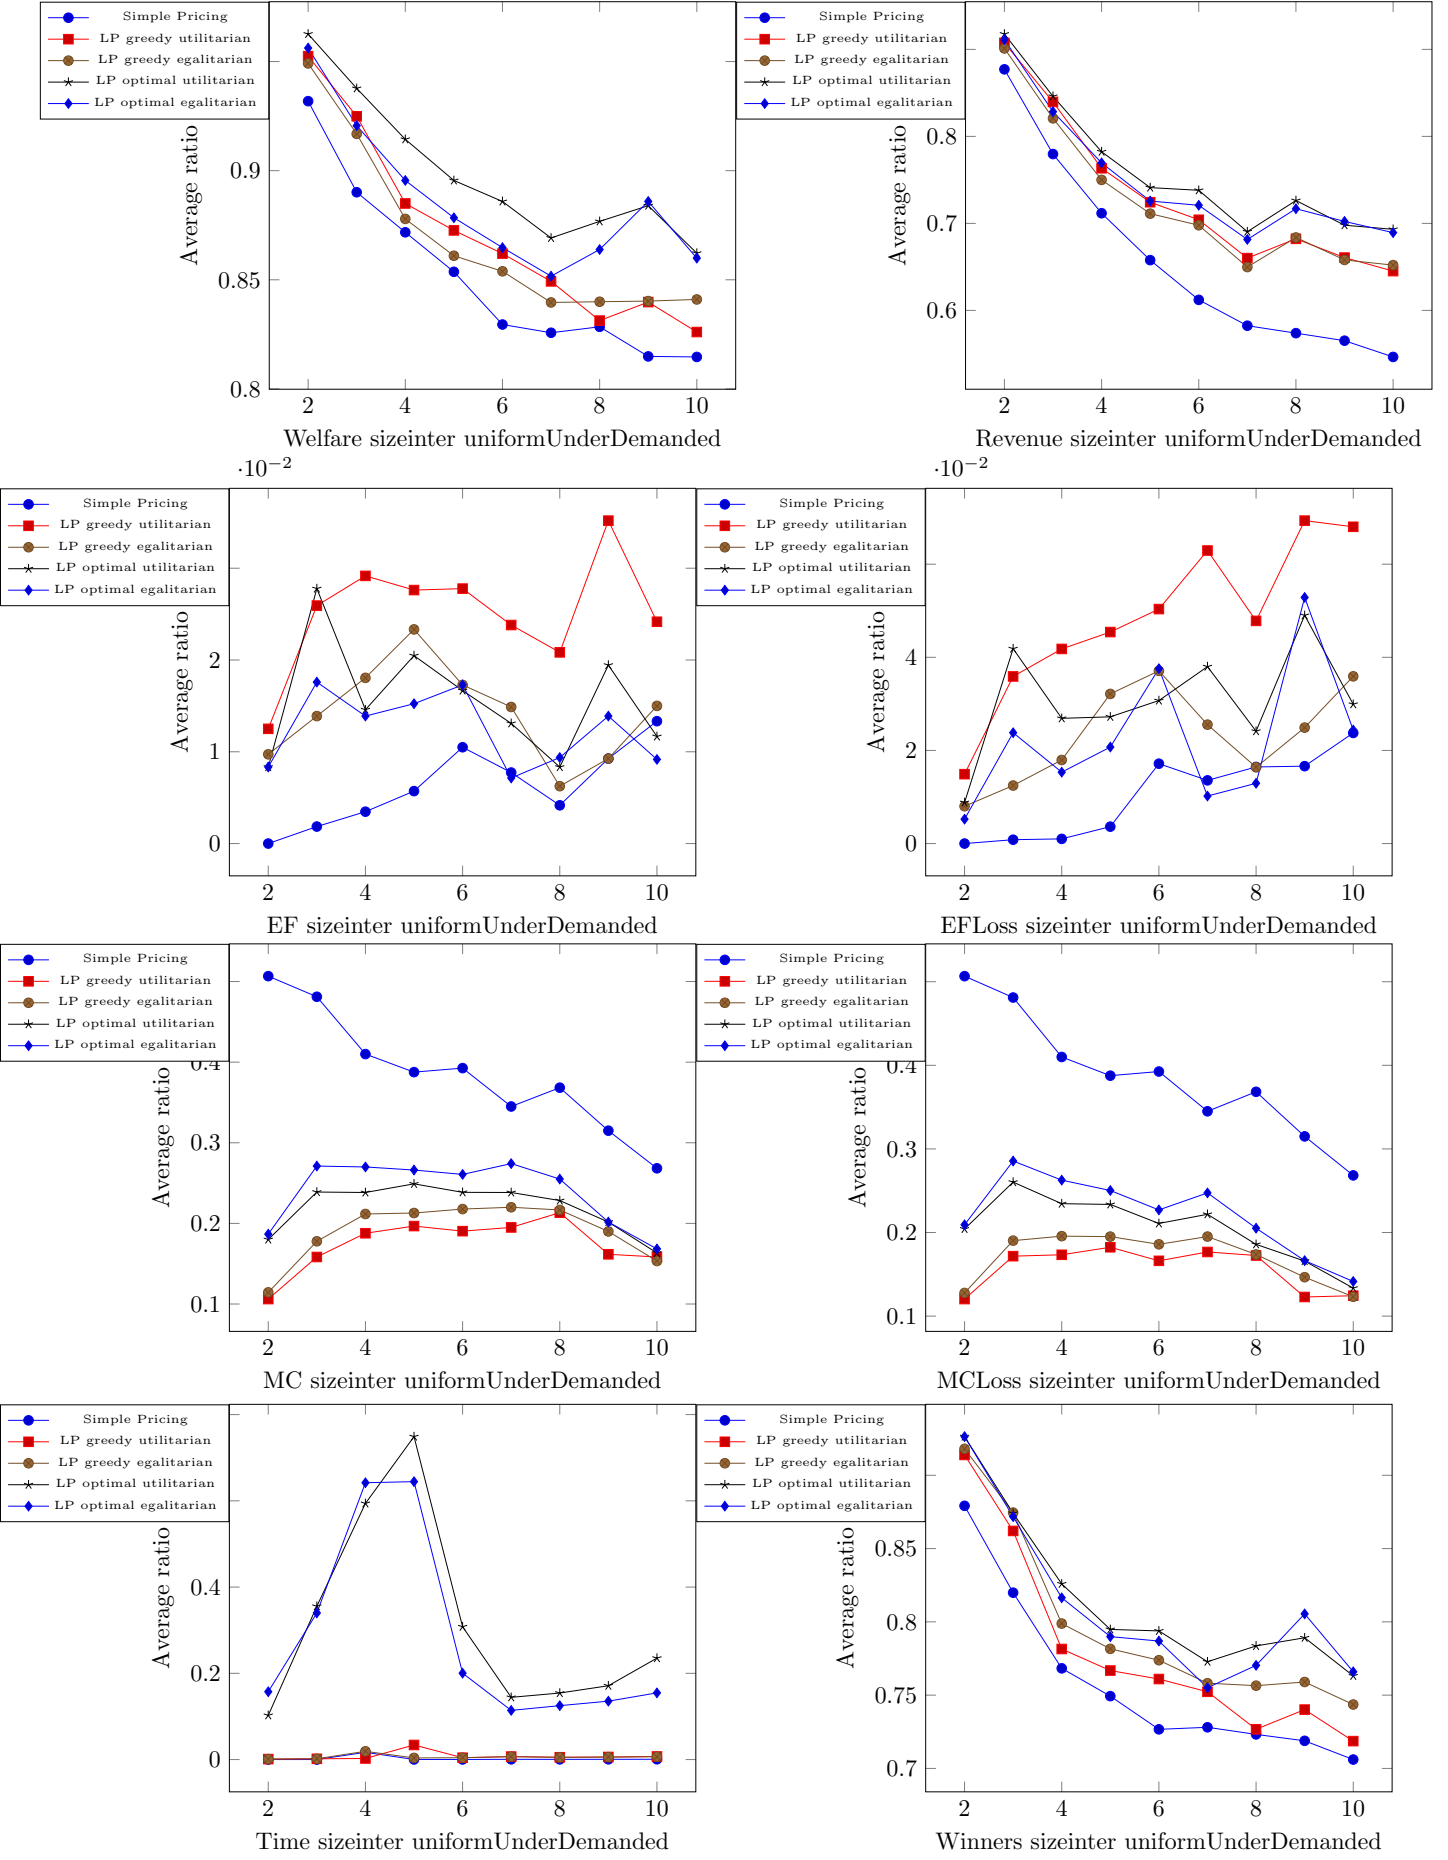 Simple Pricing
LP greedy utilitarian
LP greedy egalitarian
LP optimal utilitarian
LP optimal egalitarian
Average ratio
0.9
0.85
0.8
2 4 6 8 10
Welfare sizeinter uniformUnderDemanded
Simple Pricing
LP greedy utilitarian
LP greedy egalitarian
LP optimal utilitarian
LP optimal egalitarian
Average ratio
0.8
0.7
0.6
2 4 6 8 10
Revenue sizeinter uniformUnderDemanded
·10−2
Simple Pricing
LP greedy utilitarian
LP greedy egalitarian
LP optimal utilitarian
LP optimal egalitarian
Average ratio
2
1
0
2 4 6 8 10
EF sizeinter uniformUnderDemanded
·10−2
Simple Pricing
LP greedy utilitarian
LP greedy egalitarian
LP optimal utilitarian
LP optimal egalitarian
Average ratio
4
2
0
2 4 6 8 10
EFLoss sizeinter uniformUnderDemanded
Simple Pricing
LP greedy utilitarian
LP greedy egalitarian
LP optimal utilitarian
LP optimal egalitarian
Average ratio
0.4
0.3
0.2
0.1
2 4 6 8 10
MC sizeinter uniformUnderDemanded
Simple Pricing
LP greedy utilitarian
LP greedy egalitarian
LP optimal utilitarian
LP optimal egalitarian
Average ratio
0.4
0.3
0.2
0.1
2 4 6 8 10
MCLoss sizeinter uniformUnderDemanded
Simple Pricing
LP greedy utilitarian
LP greedy egalitarian
LP optimal utilitarian
LP optimal egalitarian
Average ratio
0.4
0.2
0
2 4 6 8 10
Time sizeinter uniformUnderDemanded
Simple Pricing
LP greedy utilitarian
LP greedy egalitarian
LP optimal utilitarian
LP optimal egalitarian
Average ratio
0.85
0.8
0.75
0.7
2 4 6 8 10
Winners sizeinter uniformUnderDemanded